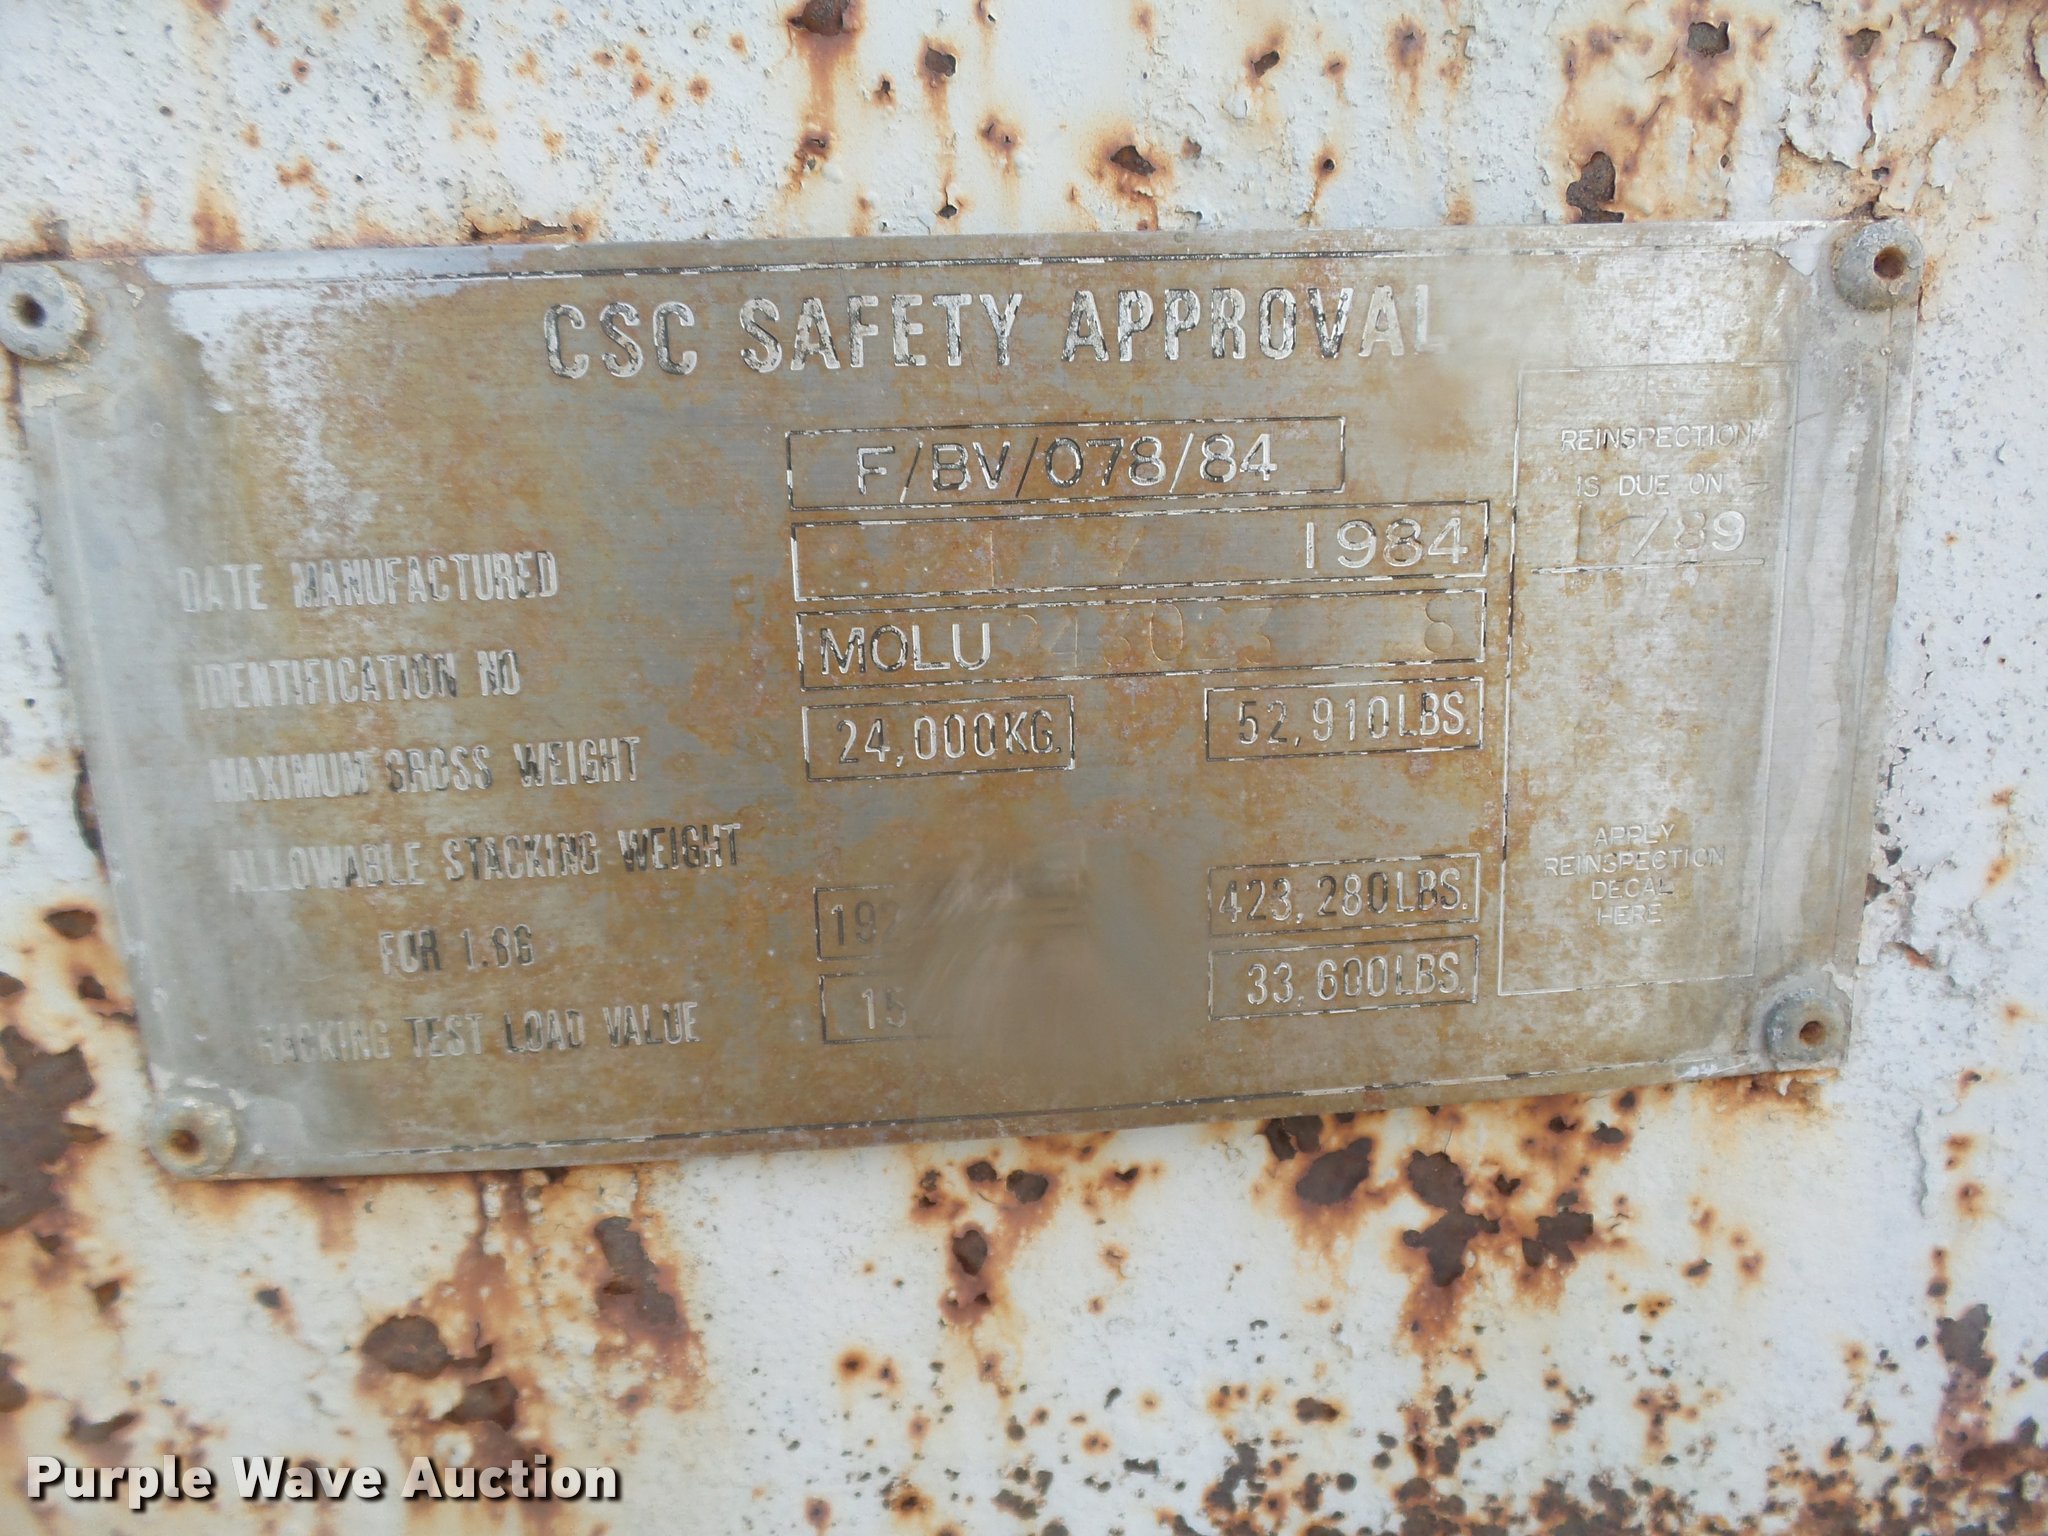 CSC SAFETY APPROVAL
F/BV/078/84
DATE MANUFACTURED 1984
IDENTIFICATION NO MOLU
MAXIMUM GROSS WEIGHT 24,000KG. 52,910LBS.
ALLOWABLE STACKING WEIGHT
FOR 1.8G 423,280LBS.
RACKING TEST LOAD VALUE 33,600LBS.
REINSPECTION
IS DUE ON
APPLY
REINSPECTION
DECAL
HERE
Purple Wave Auction